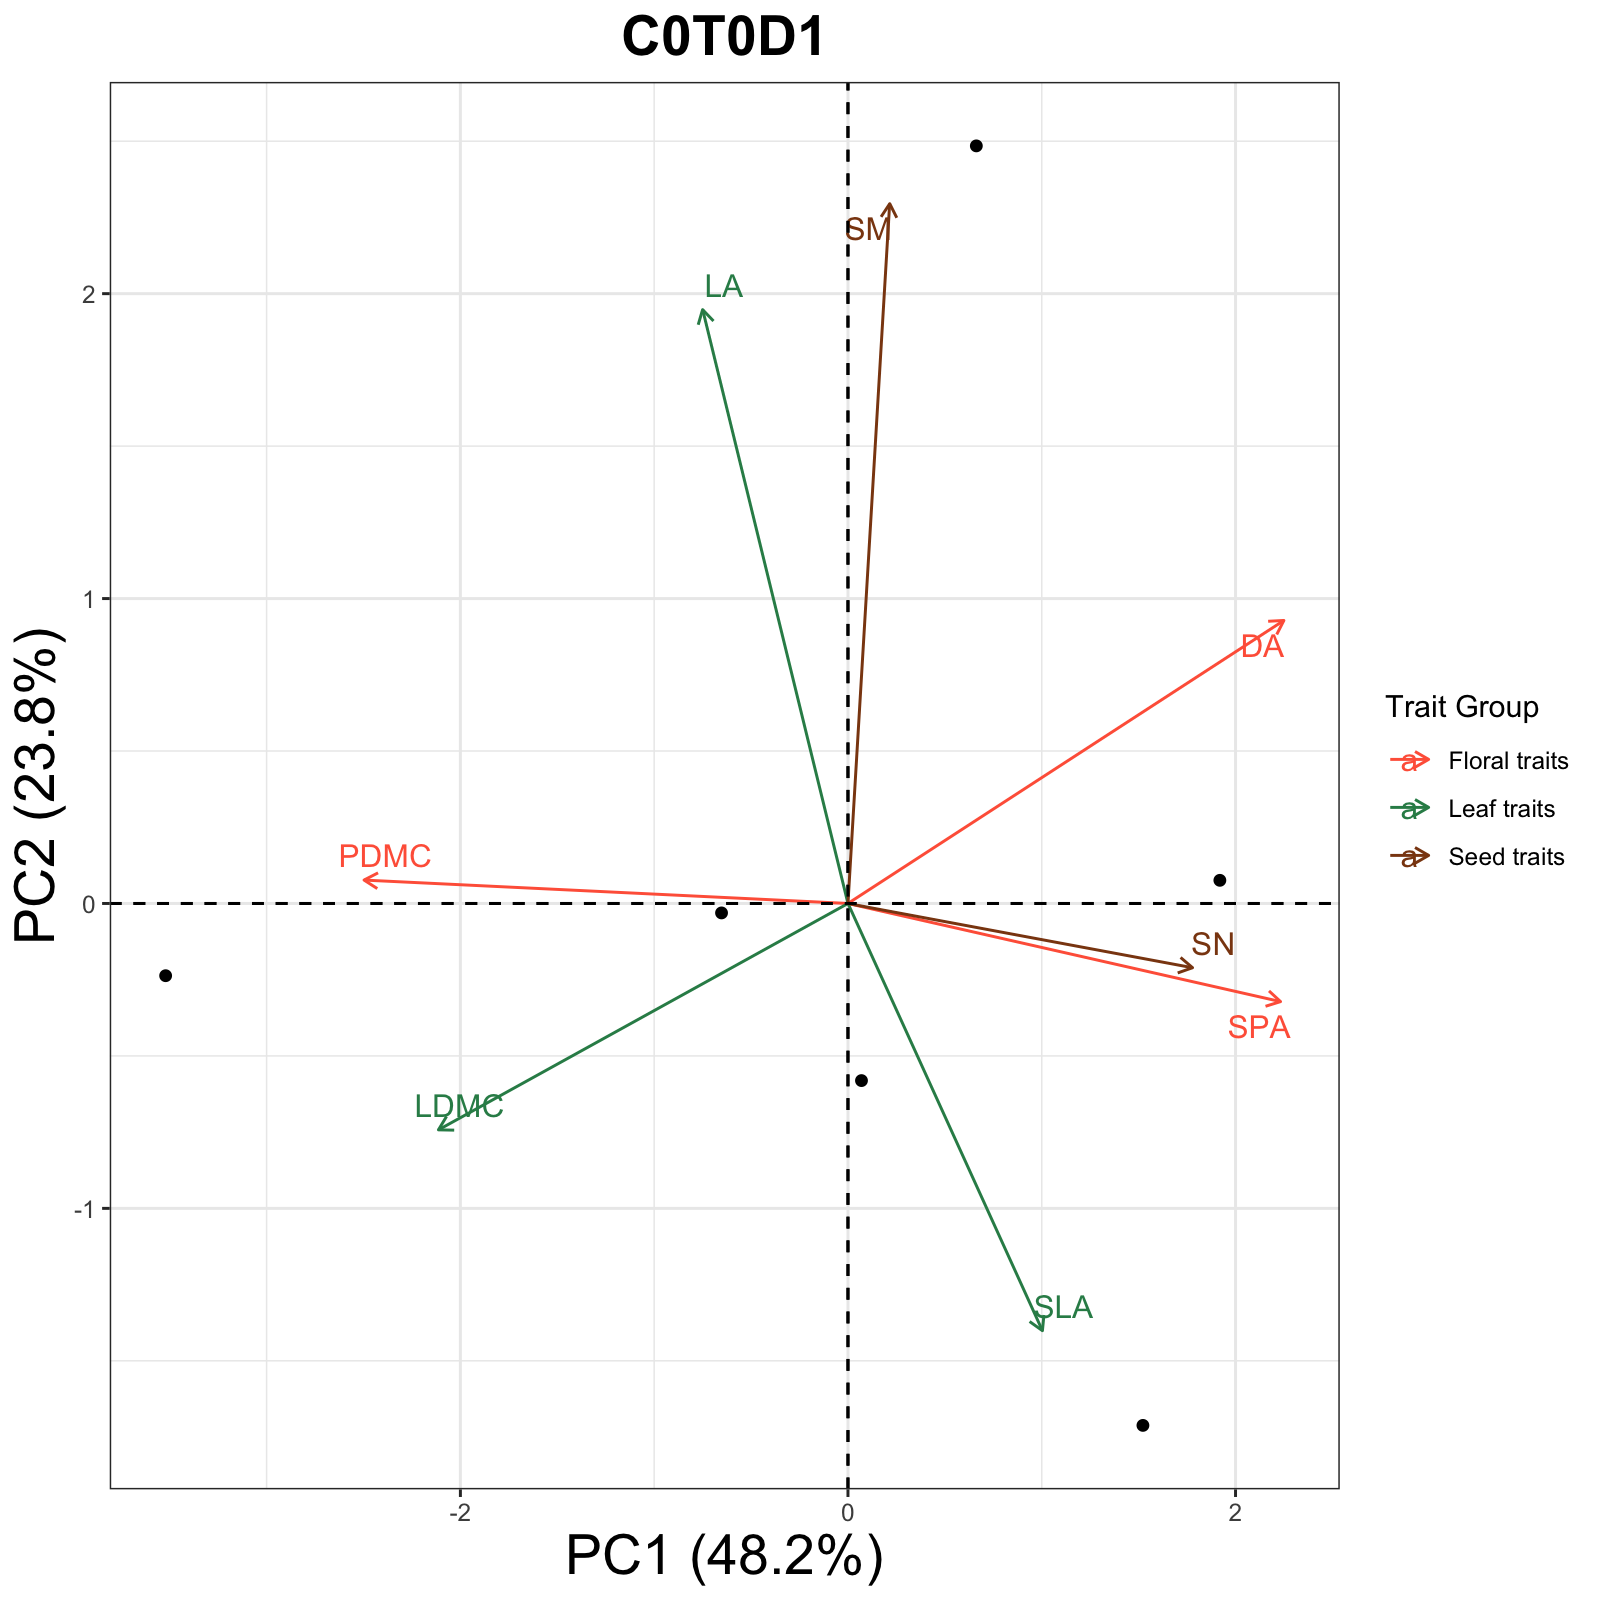 C0T0D1
SM
LA
2
1
DA
PDMC
0
SN
SPA
LDMC
-1
SLA
-2
0
2
PC1 (48.2%)
PC2 (23.8%)
Trait Group
a Floral traits
a Leaf traits
a Seed traits